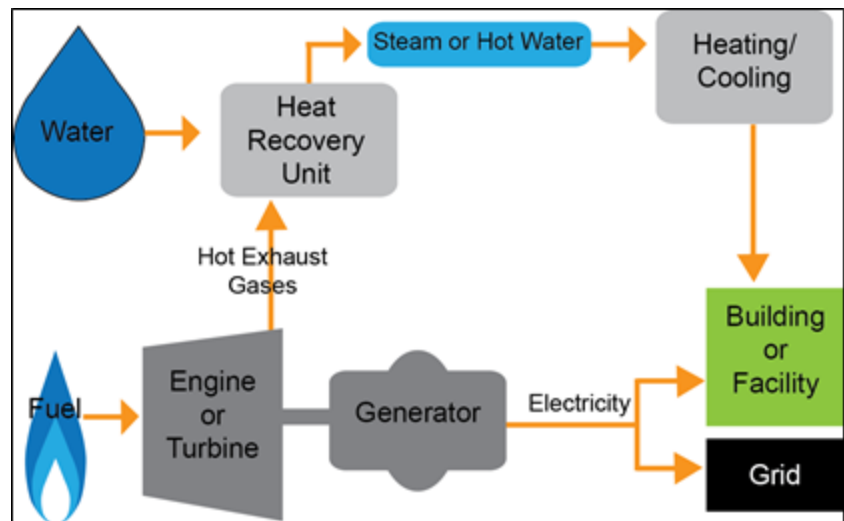 Water
Heat
Recovery
Unit
Steam or Hot Water
Heating/
Cooling
Hot Exhaust
Gases
Fuel
Engine
or
Turbine
Generator
Electricity
Building
or
Facility
Grid